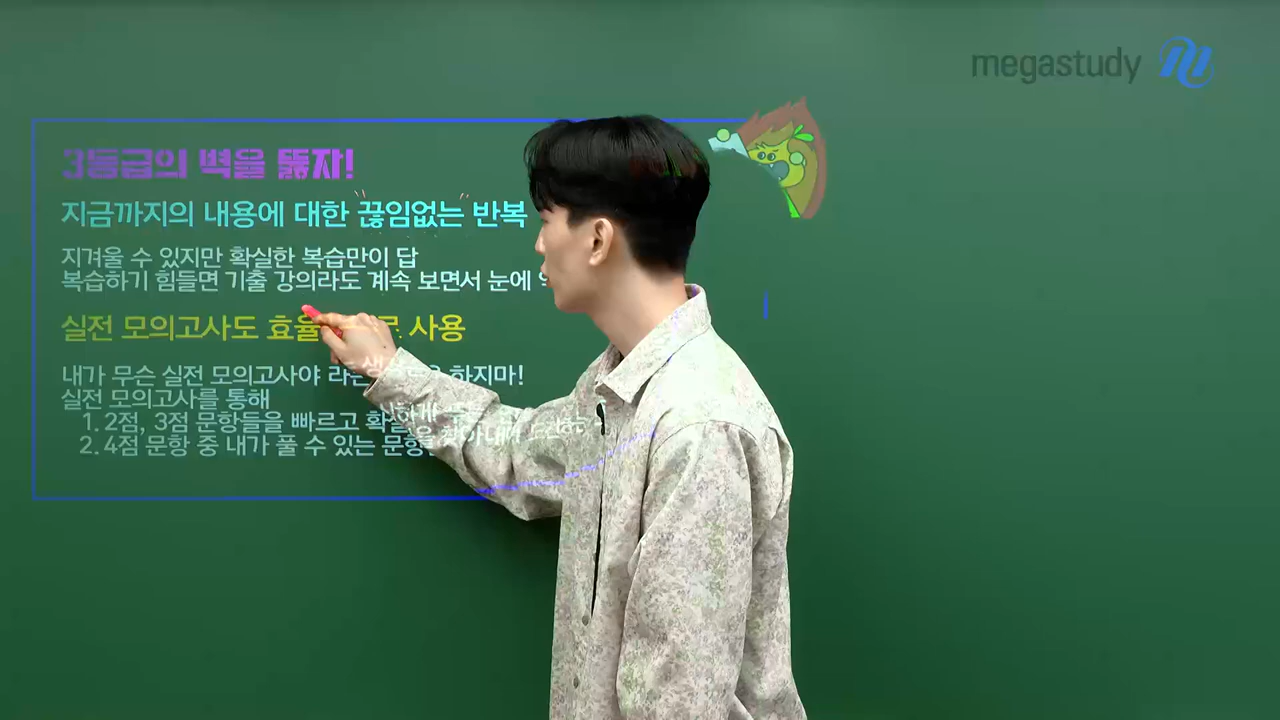 megastudy
3등급의 벽을 뚫자!
지금까지의 내용에 대한 끊임없는 반복
지겨울 수 있지만 확실한 복습만이 답
복습하기 힘들면 기출 강의라도 계속 보면서 눈에
실전 모의고사도 사용
내가 무슨 실전 모의고사야 하지마!
실전 모의고사를 통해
1. 2점, 3점 문항들을 빠르고
2. 4점 문항 중 내가 풀 수 있는